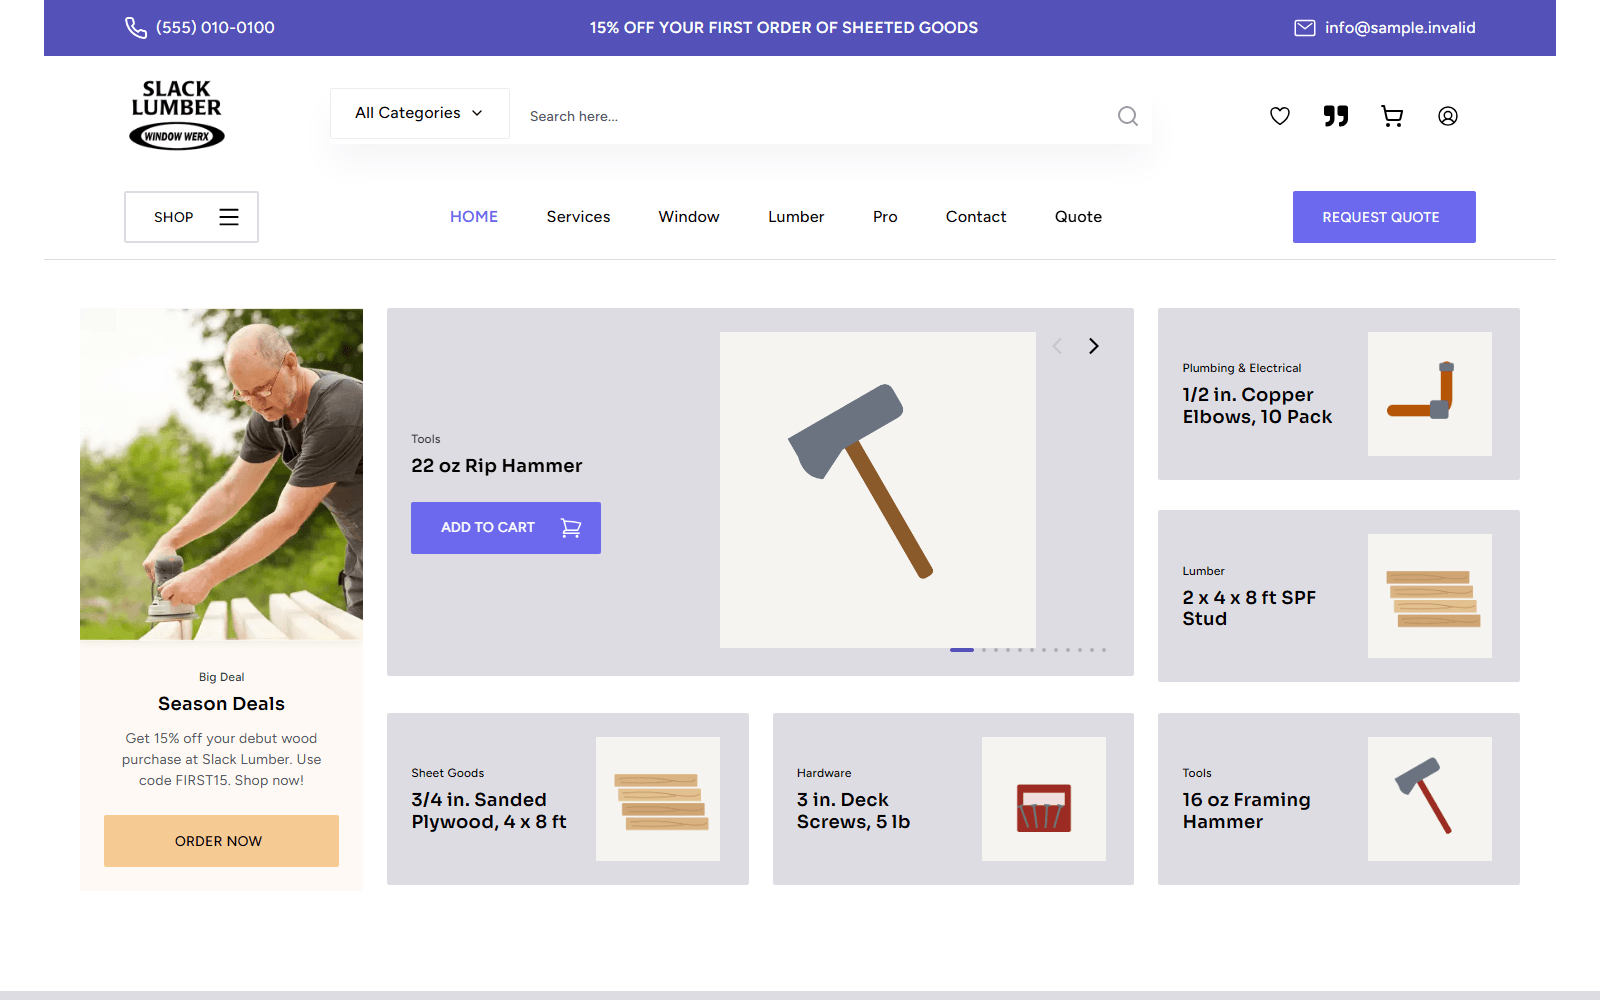 (555) 010-0100
15% OFF YOUR FIRST ORDER OF SHEETED GOODS
info@sample.invalid
SLACK
LUMBER
WINDOW WERX
All Categories
Search here...
SHOP
HOME
Services
Window
Lumber
Pro
Contact
Quote
REQUEST QUOTE
Big Deal
Season Deals
Get 15% off your debut wood
purchase at Slack Lumber. Use
code FIRST15. Shop now!
ORDER NOW
Tools
22 oz Rip Hammer
ADD TO CART
Plumbing & Electrical
1/2 in. Copper
Elbows, 10 Pack
Lumber
2 x 4 x 8 ft SPF
Stud
Sheet Goods
3/4 in. Sanded
Plywood, 4 x 8 ft
Hardware
3 in. Deck
Screws, 5 lb
Tools
16 oz Framing
Hammer